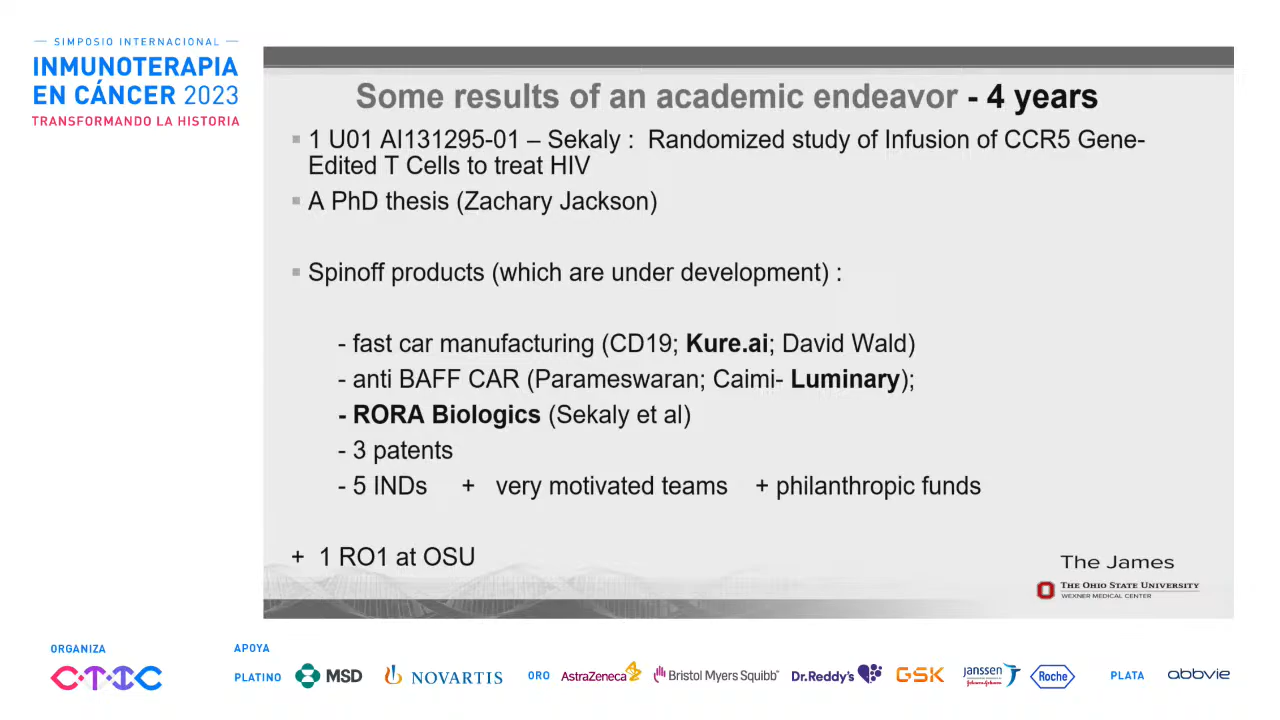 SIMPOSIO INTERNACIONAL
INMUNOTERAPIA
EN CÁNCER 2023
TRANSFORMANDO LA HISTORIA
Some results of an academic endeavor - 4 years
1 U01 AI131295-01 – Sekaly : Randomized study of Infusion of CCR5 Gene-
Edited T Cells to treat HIV
A PhD thesis (Zachary Jackson)
Spinoff products (which are under development) :
- fast car manufacturing (CD19; Kure.ai; David Wald)
- anti BAFF CAR (Parameswaran; Caimi- Luminary);
- RORA Biologics (Sekaly et al)
- 3 patents
- 5 INDs + very motivated teams + philanthropic funds
+ 1 RO1 at OSU
The James
THE OHIO STATE UNIVERSITY
WEXNER MEDICAL CENTER
ORGANIZA
CTIC
APOYA
PLATINO MSD NOVARTIS ORO AstraZeneca Bristol Myers Squibb Dr.Reddy's GSK Janssen Roche PLATA abbvie
Johnson & Johnson